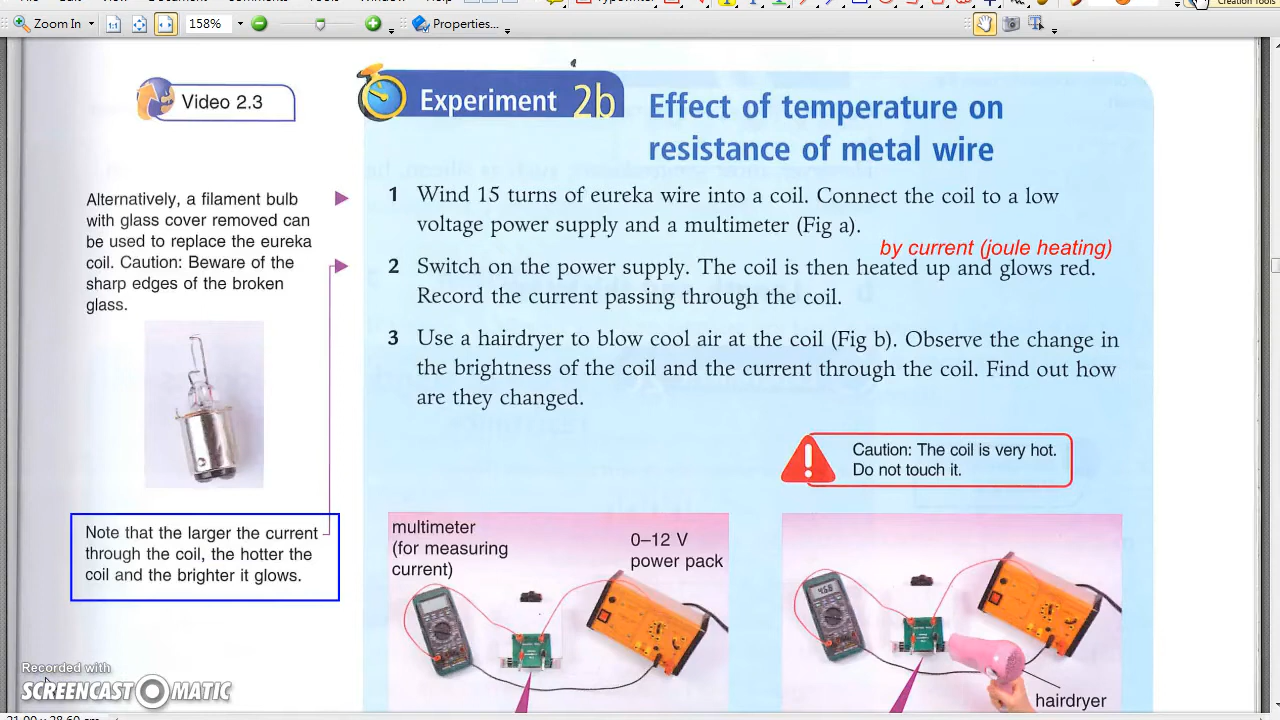 Zoom In
158%
Properties...
Creation Tools
Video 2.3
Experiment 2b
Effect of temperature on
resistance of metal wire
Alternatively, a filament bulb
with glass cover removed can
be used to replace the eureka
coil. Caution: Beware of the
sharp edges of the broken
glass.
1 Wind 15 turns of eureka wire into a coil. Connect the coil to a low
voltage power supply and a multimeter (Fig a).
by current (joule heating)
2 Switch on the power supply. The coil is then heated up and glows red.
Record the current passing through the coil.
3 Use a hairdryer to blow cool air at the coil (Fig b). Observe the change in
the brightness of the coil and the current through the coil. Find out how
are they changed.
Caution: The coil is very hot.
Do not touch it.
Note that the larger the current
through the coil, the hotter the
coil and the brighter it glows.
multimeter
(for measuring
current)
0–12 V
power pack
hairdryer
Recorded with
SCREENCAST MATIC